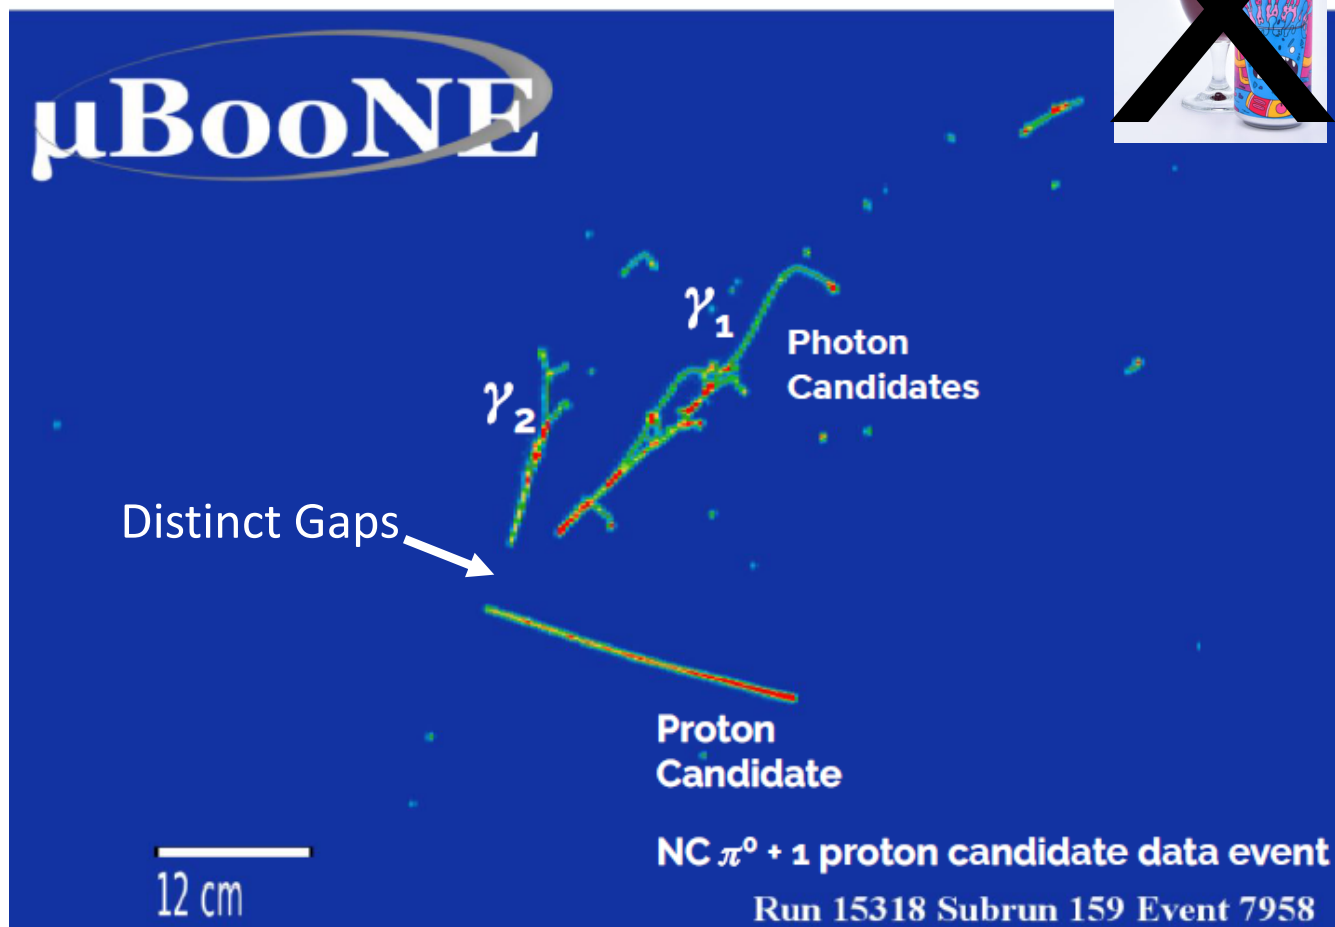 µBooNE
γ1
Photon
Candidates
γ2
Distinct Gaps
Proton
Candidate
NC π⁰ + 1 proton candidate data event
12 cm
Run 15318 Subrun 159 Event 7958